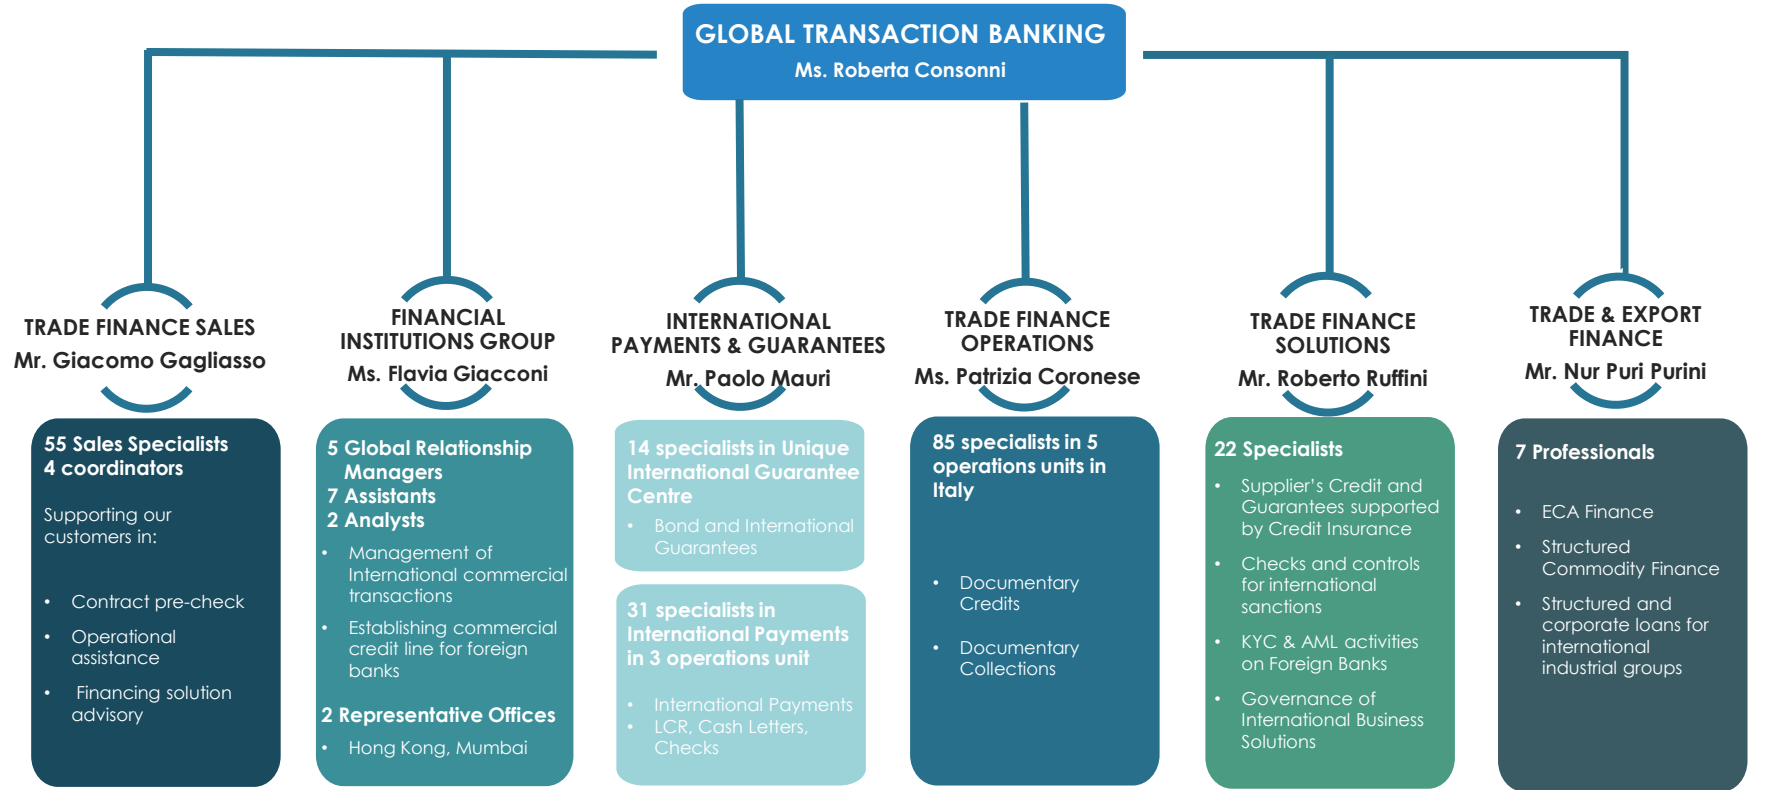 GLOBAL TRANSACTION BANKING
Ms. Roberta Consonni
TRADE FINANCE SALES
Mr. Giacomo Gagliasso
55 Sales Specialists
4 coordinators
Supporting our
customers in:
• Contract pre-check
• Operational
assistance
• Financing solution
advisory
FINANCIAL
INSTITUTIONS GROUP
Ms. Flavia Giacconi
5 Global Relationship
Managers
7 Assistants
2 Analysts
• Management of
International commercial
transactions
• Establishing commercial
credit line for foreign
banks
2 Representative Offices
• Hong Kong, Mumbai
INTERNATIONAL
PAYMENTS & GUARANTEES
Mr. Paolo Mauri
14 specialists in Unique
International Guarantee
Centre
• Bond and International
Guarantees
31 specialists in
International Payments
in 3 operations unit
• International Payments
• LCR, Cash Letters,
Checks
TRADE FINANCE
OPERATIONS
Ms. Patrizia Coronese
85 specialists in 5
operations units in
Italy
• Documentary
Credits
• Documentary
Collections
TRADE FINANCE
SOLUTIONS
Mr. Roberto Ruffini
22 Specialists
• Supplier’s Credit and
Guarantees supported
by Credit Insurance
• Checks and controls
for international
sanctions
• KYC & AML activities
on Foreign Banks
• Governance of
International Business
Solutions
TRADE & EXPORT
FINANCE
Mr. Nur Puri Purini
7 Professionals
• ECA Finance
• Structured
Commodity Finance
• Structured and
corporate loans for
international
industrial groups